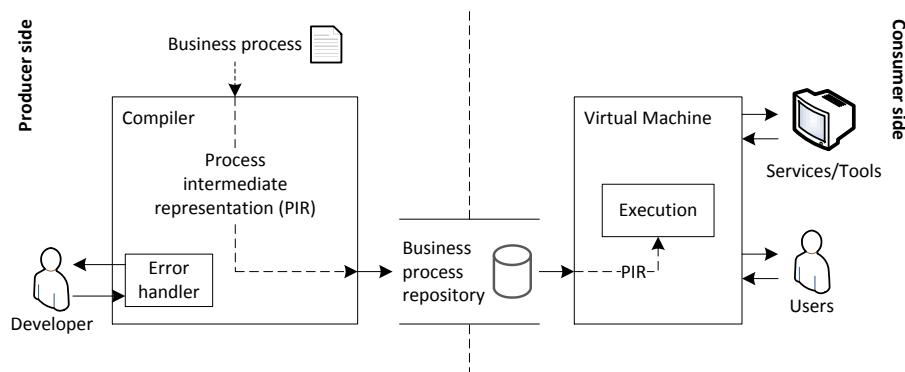 Producer side
Business process
Consumer side
Compiler
Process
intermediate
representation (PIR)
Error
handler
Developer
Business
process
repository
Virtual Machine
Execution
PIR
Services/Tools
Users